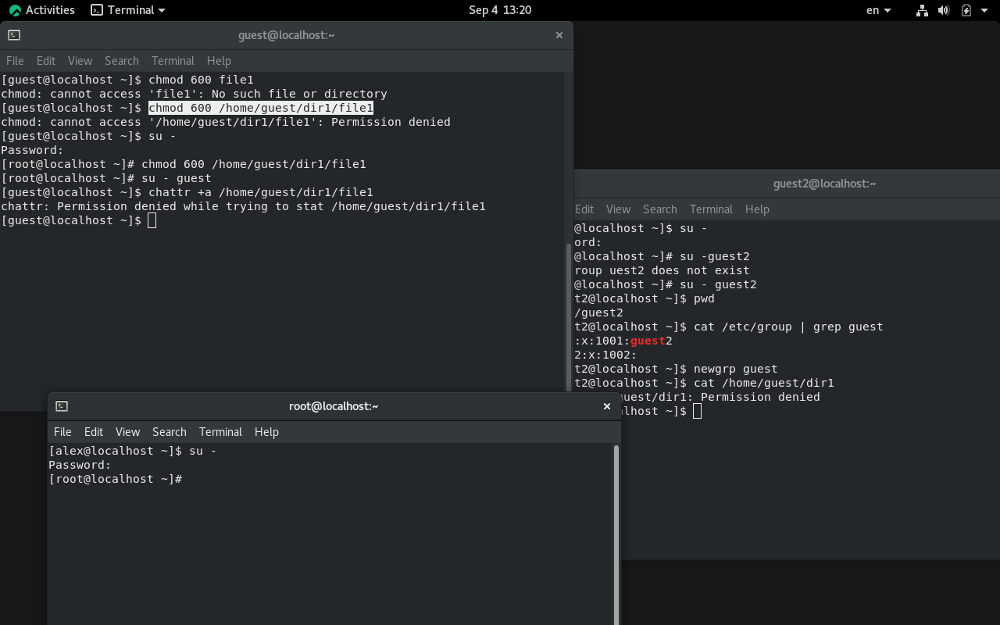 Activities Terminal Sep 4 13:20 en
guest@localhost:~
File Edit View Search Terminal Help
[guest@localhost ~]$ chmod 600 file1
chmod: cannot access 'file1': No such file or directory
[guest@localhost ~]$ chmod 600 /home/guest/dir1/file1
chmod: cannot access '/home/guest/dir1/file1': Permission denied
[guest@localhost ~]$ su -
Password:
[root@localhost ~]# chmod 600 /home/guest/dir1/file1
[root@localhost ~]# su - guest
[guest@localhost ~]$ chattr +a /home/guest/dir1/file1
chattr: Permission denied while trying to stat /home/guest/dir1/file1
[guest@localhost ~]$
guest2@localhost:~
Edit View Search Terminal Help
@localhost ~]$ su -
ord:
@localhost ~]# su -guest2
roup uest2 does not exist
@localhost ~]# su - guest2
t2@localhost ~]$ pwd
/guest2
t2@localhost ~]$ cat /etc/group | grep guest
:x:1001:guest2
2:x:1002:
t2@localhost ~]$ newgrp guest
t2@localhost ~]$ cat /home/guest/dir1
uest/dir1: Permission denied
lhost ~]$
root@localhost:~
File Edit View Search Terminal Help
[alex@localhost ~]$ su -
Password:
[root@localhost ~]#